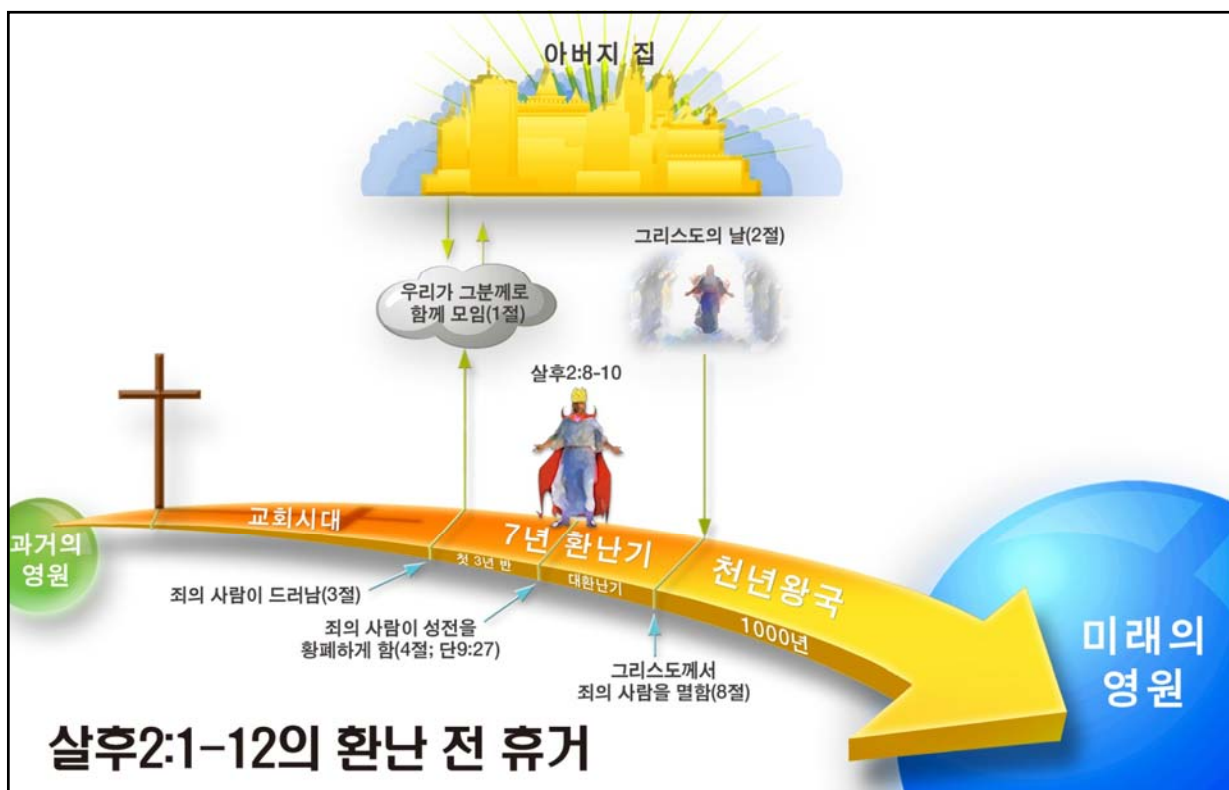 아버지 집
그리스도의 날(2절)
우리가 그분께로
함께 모임(1절)
살후2:8-10
과거의
영원
교회시대
7년 환난기
첫 3년 반
대환난기
천년왕국
1000년
미래의
영원
죄의 사람이 드러남(3절)
죄의 사람이 성전을
황폐하게 함(4절; 단9:27)
그리스도께서
죄의 사람을 멸함(8절)
살후2:1-12의 환난 전 휴거